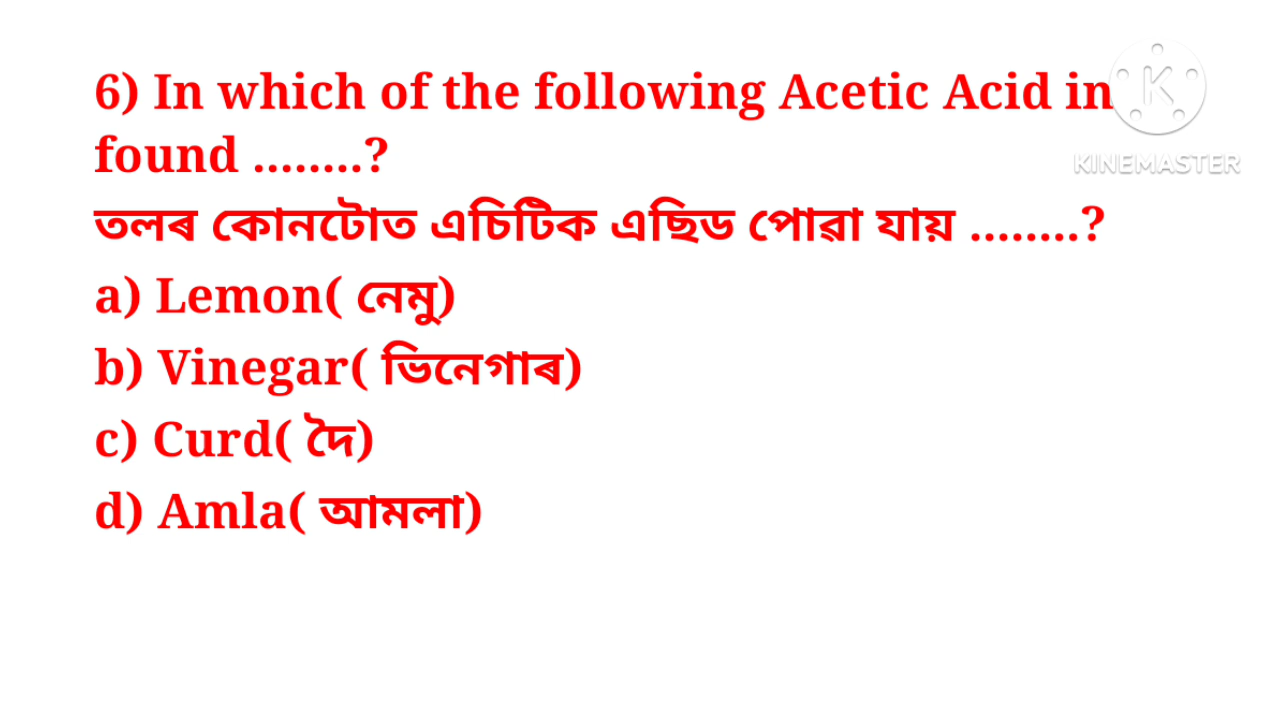 6) In which of the following Acetic Acid in
found ........?
তলৰ কোনটোত এচিটিক এছিড পোৱা যায় ........?
a) Lemon( নেমু)
b) Vinegar( ভিনেগাৰ)
c) Curd( দৈ)
d) Amla( আমলা)
K
KINEMASTER